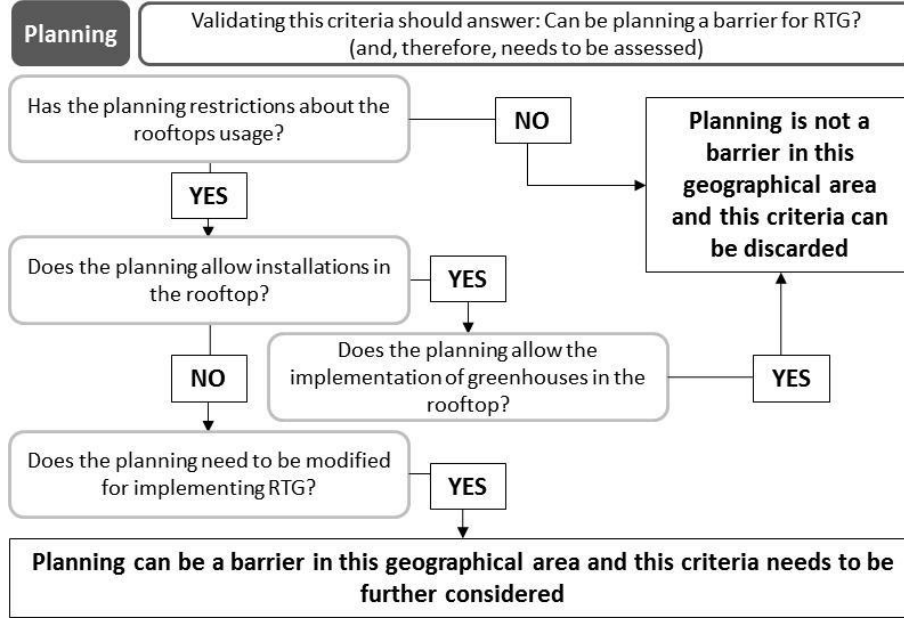 Planning
Validating this criteria should answer: Can be planning a barrier for RTG?
(and, therefore, needs to be assessed)
Has the planning restrictions about the
rooftops usage?
NO
Planning is not a
barrier in this
geographical area
and this criteria can
be discarded
YES
Does the planning allow installations in
the rooftop?
YES
Does the planning allow the
implementation of greenhouses in the
rooftop?
YES
NO
Does the planning need to be modified
for implementing RTG?
YES
Planning can be a barrier in this geographical area and this criteria needs to be
further considered